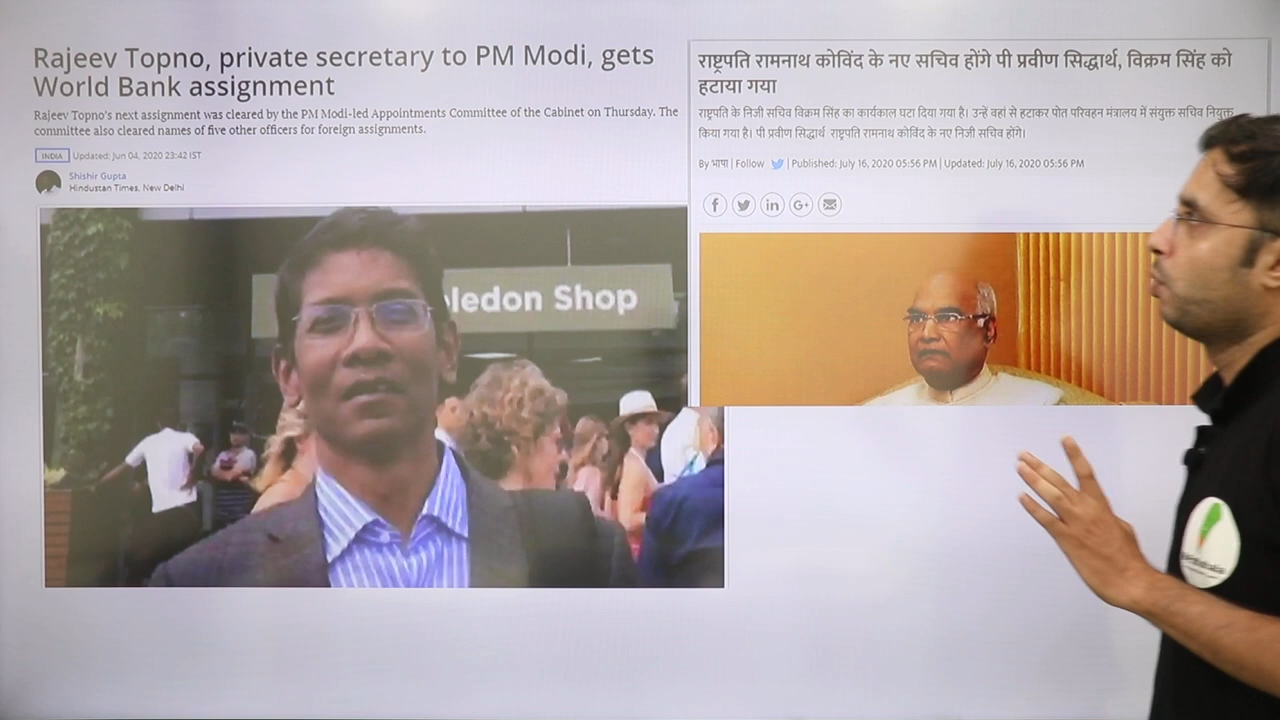 Rajeev Topno, private secretary to PM Modi, gets
World Bank assignment
Rajeev Topno's next assignment was cleared by the PM Modi-led Appointments Committee of the Cabinet on Thursday. The
committee also cleared names of five other officers for foreign assignments.
INDIA Updated: Jun 04, 2020 23:42 IST
Shishir Gupta
Hindustan Times, New Delhi
ledon Shop
राष्ट्रपति रामनाथ कोविंद के नए सचिव होंगे पी प्रवीण सिद्धार्थ, विक्रम सिंह को
हटाया गया
राष्ट्रपति के निजी सचिव विक्रम सिंह का कार्यकाल घटा दिया गया है। उन्हें वहां से हटाकर पोत परिवहन मंत्रालय में संयुक्त सचिव नियुक्त
किया गया है। पी प्रवीण सिद्धार्थ राष्ट्रपति रामनाथ कोविंद के नए निजी सचिव होंगे।
By भाषा | Follow | Published: July 16, 2020 05:56 PM | Updated: July 16, 2020 05:56 PM